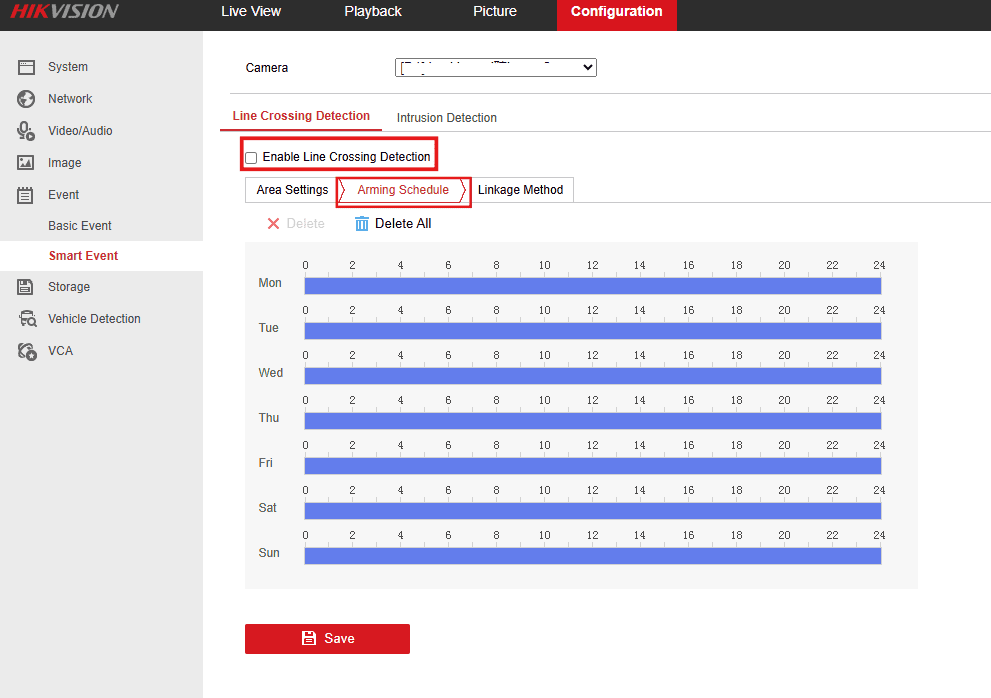 HIKVISION Live View Playback Picture Configuration
System
Network
Video/Audio
Image
Event
Basic Event
Smart Event
Storage
Vehicle Detection
VCA
Camera
Line Crossing Detection Intrusion Detection
Enable Line Crossing Detection
Area Settings Arming Schedule Linkage Method
Delete Delete All
0 2 4 6 8 10 12 14 16 18 20 22 24
Mon
0 2 4 6 8 10 12 14 16 18 20 22 24
Tue
0 2 4 6 8 10 12 14 16 18 20 22 24
Wed
0 2 4 6 8 10 12 14 16 18 20 22 24
Thu
0 2 4 6 8 10 12 14 16 18 20 22 24
Fri
0 2 4 6 8 10 12 14 16 18 20 22 24
Sat
0 2 4 6 8 10 12 14 16 18 20 22 24
Sun
Save